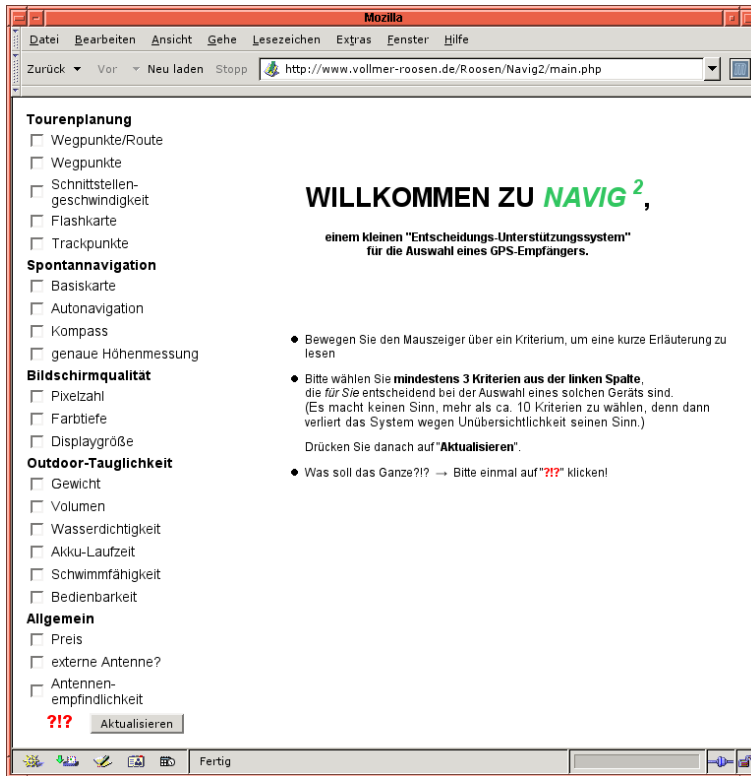 Mozilla
Datei Bearbeiten Ansicht Gehe Lesezeichen Extras Fenster Hilfe
Zurück Vor Neu laden Stopp http://www.vollmer-roosen.de/Roosen/Navig2/main.php
Tourenplanung
Wegpunkte/Route
Wegpunkte
Schnittstellen-
geschwindigkeit
Flashkarte
Trackpunkte
Spontannavigation
Basiskarte
Autonavigation
Kompass
genaue Höhenmessung
Bildschirmqualität
Pixelzahl
Farbtiefe
Displaygröße
Outdoor-Tauglichkeit
Gewicht
Volumen
Wasserdichtigkeit
Akku-Laufzeit
Schwimmfähigkeit
Bedienbarkeit
Allgemein
Preis
externe Antenne?
Antennen-
empfindlichkeit
?!? Aktualisieren
WILLKOMMEN ZU NAVIG 2,
einem kleinen "Entscheidungs-Unterstützungssystem"
für die Auswahl eines GPS-Empfängers.
● Bewegen Sie den Mauszeiger über ein Kriterium, um eine kurze Erläuterung zu
lesen
● Bitte wählen Sie mindestens 3 Kriterien aus der linken Spalte,
die für Sie entscheidend bei der Auswahl eines solchen Geräts sind.
(Es macht keinen Sinn, mehr als ca. 10 Kriterien zu wählen, denn dann
verliert das System wegen Unübersichtlichkeit seinen Sinn.)
Drücken Sie danach auf "Aktualisieren".
● Was soll das Ganze?!? → Bitte einmal auf "?!?" klicken!
Fertig